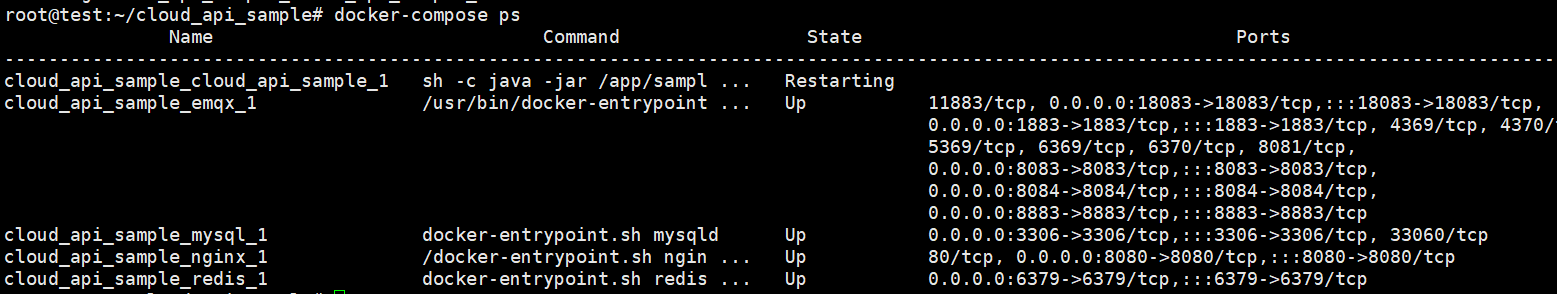 root@test:~/cloud_api_sample# docker-compose ps
Name Command State Ports
--------------------------------------------------------------------------------------------------------------------------------------------
cloud_api_sample_cloud_api_sample_1 sh -c java -jar /app/sampl ... Restarting
cloud_api_sample_emqx_1 /usr/bin/docker-entrypoint ... Up 11883/tcp, 0.0.0.0:18083->18083/tcp,:::18083->18083/tcp,
0.0.0.0:1883->1883/tcp,:::1883->1883/tcp, 4369/tcp, 4370/
5369/tcp, 6369/tcp, 6370/tcp, 8081/tcp,
0.0.0.0:8083->8083/tcp,:::8083->8083/tcp,
0.0.0.0:8084->8084/tcp,:::8084->8084/tcp,
0.0.0.0:8883->8883/tcp,:::8883->8883/tcp
cloud_api_sample_mysql_1 docker-entrypoint.sh mysqld Up 0.0.0.0:3306->3306/tcp,:::3306->3306/tcp, 33060/tcp
cloud_api_sample_nginx_1 /docker-entrypoint.sh ngin ... Up 80/tcp, 0.0.0.0:8080->8080/tcp,:::8080->8080/tcp
cloud_api_sample_redis_1 docker-entrypoint.sh redis ... Up 0.0.0.0:6379->6379/tcp,:::6379->6379/tcp